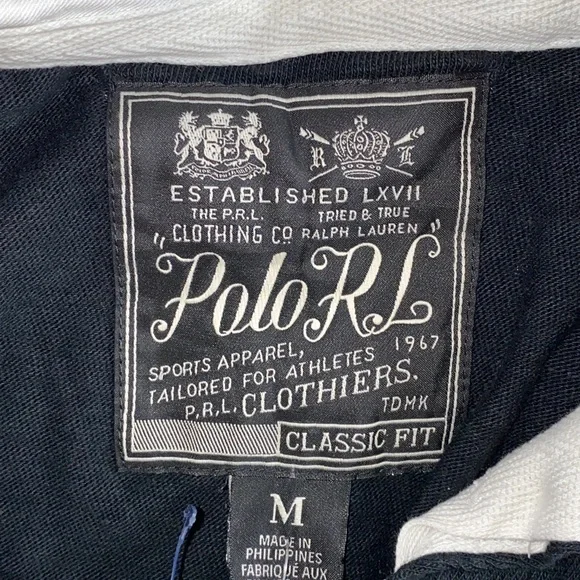 R L
ESTABLISHED LXVII
THE P.R.L. TRIED & TRUE
"CLOTHING CO RALPH LAUREN"
Polo RL
1967
SPORTS APPAREL,
TAILORED FOR ATHLETES
P.R.L. CLOTHIERS.
TDMK
CLASSIC FIT
M
MADE IN
PHILIPPINES
FABRIQUÉ AUX